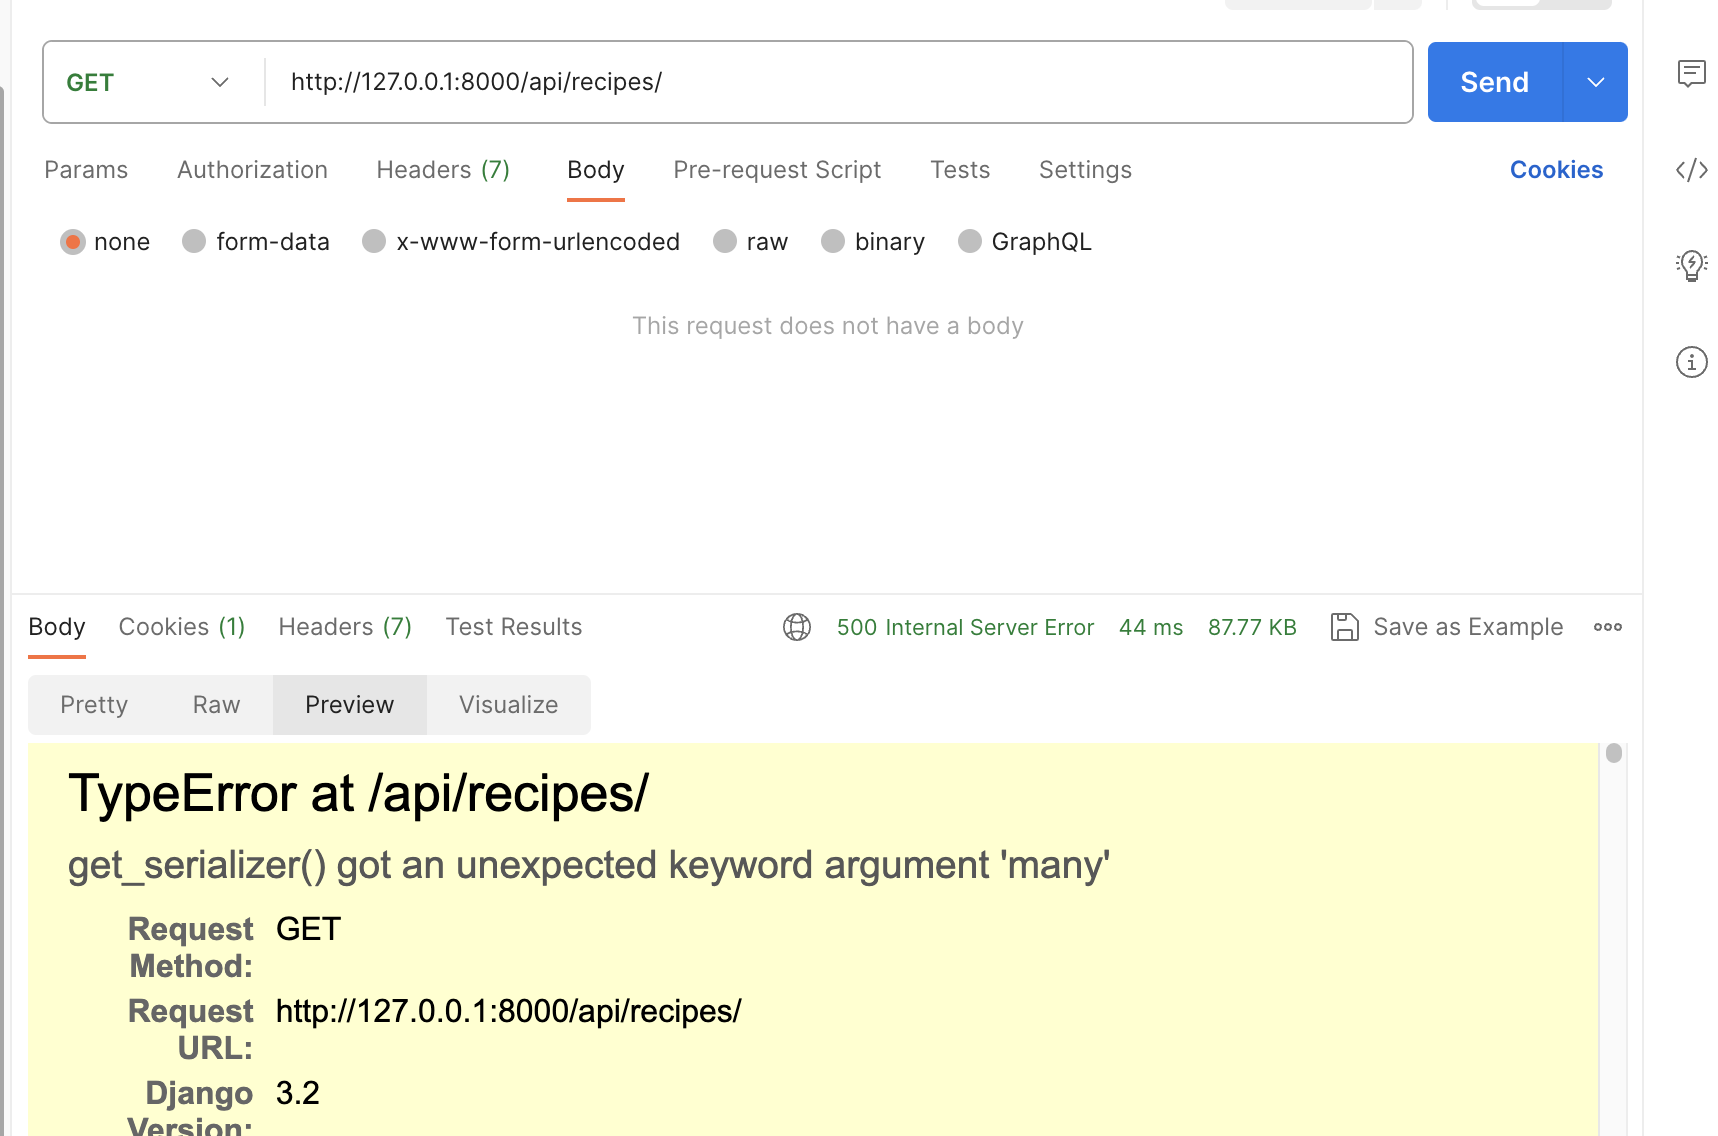 GET http://127.0.0.1:8000/api/recipes/ Send
Params Authorization Headers (7) Body Pre-request Script Tests Settings Cookies
none form-data x-www-form-urlencoded raw binary GraphQL
This request does not have a body
Body Cookies (1) Headers (7) Test Results 500 Internal Server Error 44 ms 87.77 KB Save as Example
Pretty Raw Preview Visualize
TypeError at /api/recipes/
get_serializer() got an unexpected keyword argument 'many'
Request GET
Method:
Request http://127.0.0.1:8000/api/recipes/
URL:
Django 3.2
Version: